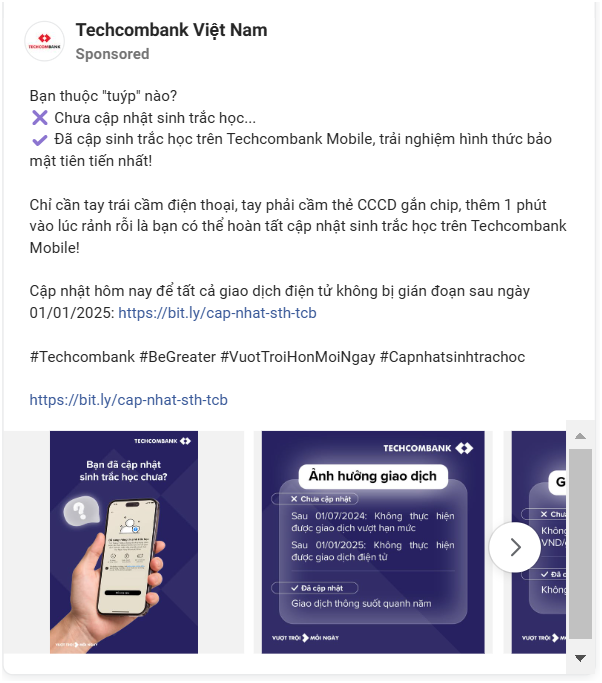 Techcombank Việt Nam
TECHCOMBANK
Sponsored
Bạn thuộc "tuýp" nào?
Chưa cập nhật sinh trắc học...
Đã cập sinh trắc học trên Techcombank Mobile, trải nghiệm hình thức bảo
mật tiên tiến nhất!
Chỉ cần tay trái cầm điện thoại, tay phải cầm thẻ CCCD gắn chip, thêm 1 phút
vào lúc rảnh rỗi là bạn có thể hoàn tất cập nhật sinh trắc học trên Techcombank
Mobile!
Cập nhật hôm nay để tất cả giao dịch điện tử không bị gián đoạn sau ngày
01/01/2025: https://bit.ly/cap-nhat-sth-tcb
#Techcombank #BeGreater #VuotTroiHonMoiNgay #Capnhatsinhtrachoc
https://bit.ly/cap-nhat-sth-tcb
TECHCOMBANK
Bạn đã cập nhật
sinh trắc học chưa?
?
VƯỢT TRỘI MỖI NGÀY
TECHCOMBANK
Ảnh hưởng giao dịch
Chưa cập nhật
Sau 01/07/2024: Không thực hiện
được giao dịch vượt hạn mức
Sau 01/01/2025: Không thực hiện
được giao dịch điện tử
Đã cập nhật
Giao dịch thông suốt quanh năm
VƯỢT TRỘI MỖI NGÀY
G
Chưa
Không
VND/
Đã c
Không
VƯỢT TRỘI